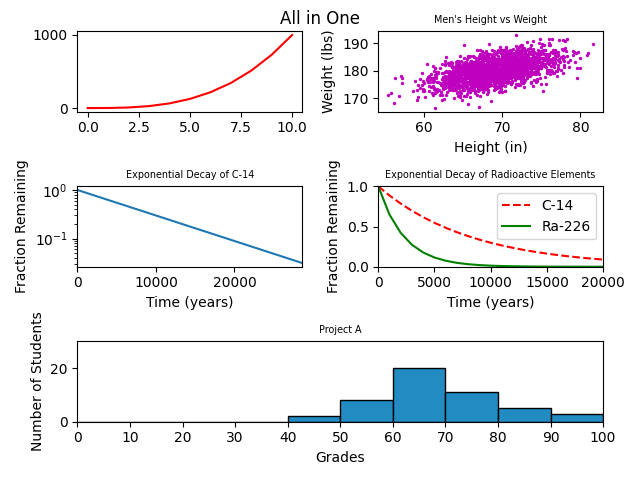 All in One
1000
0
0.0 2.5 5.0 7.5 10.0
Men's Height vs Weight
Weight (lbs)
190
180
170
60 70 80
Height (in)
Exponential Decay of C-14
Fraction Remaining
10⁰
10⁻¹
0 10000 20000
Time (years)
Exponential Decay of Radioactive Elements
Fraction Remaining
1.0
0.5
0.0
C-14
Ra-226
0 5000 10000 15000 20000
Time (years)
Project A
Number of Students
20
0
0 10 20 30 40 50 60 70 80 90 100
Grades